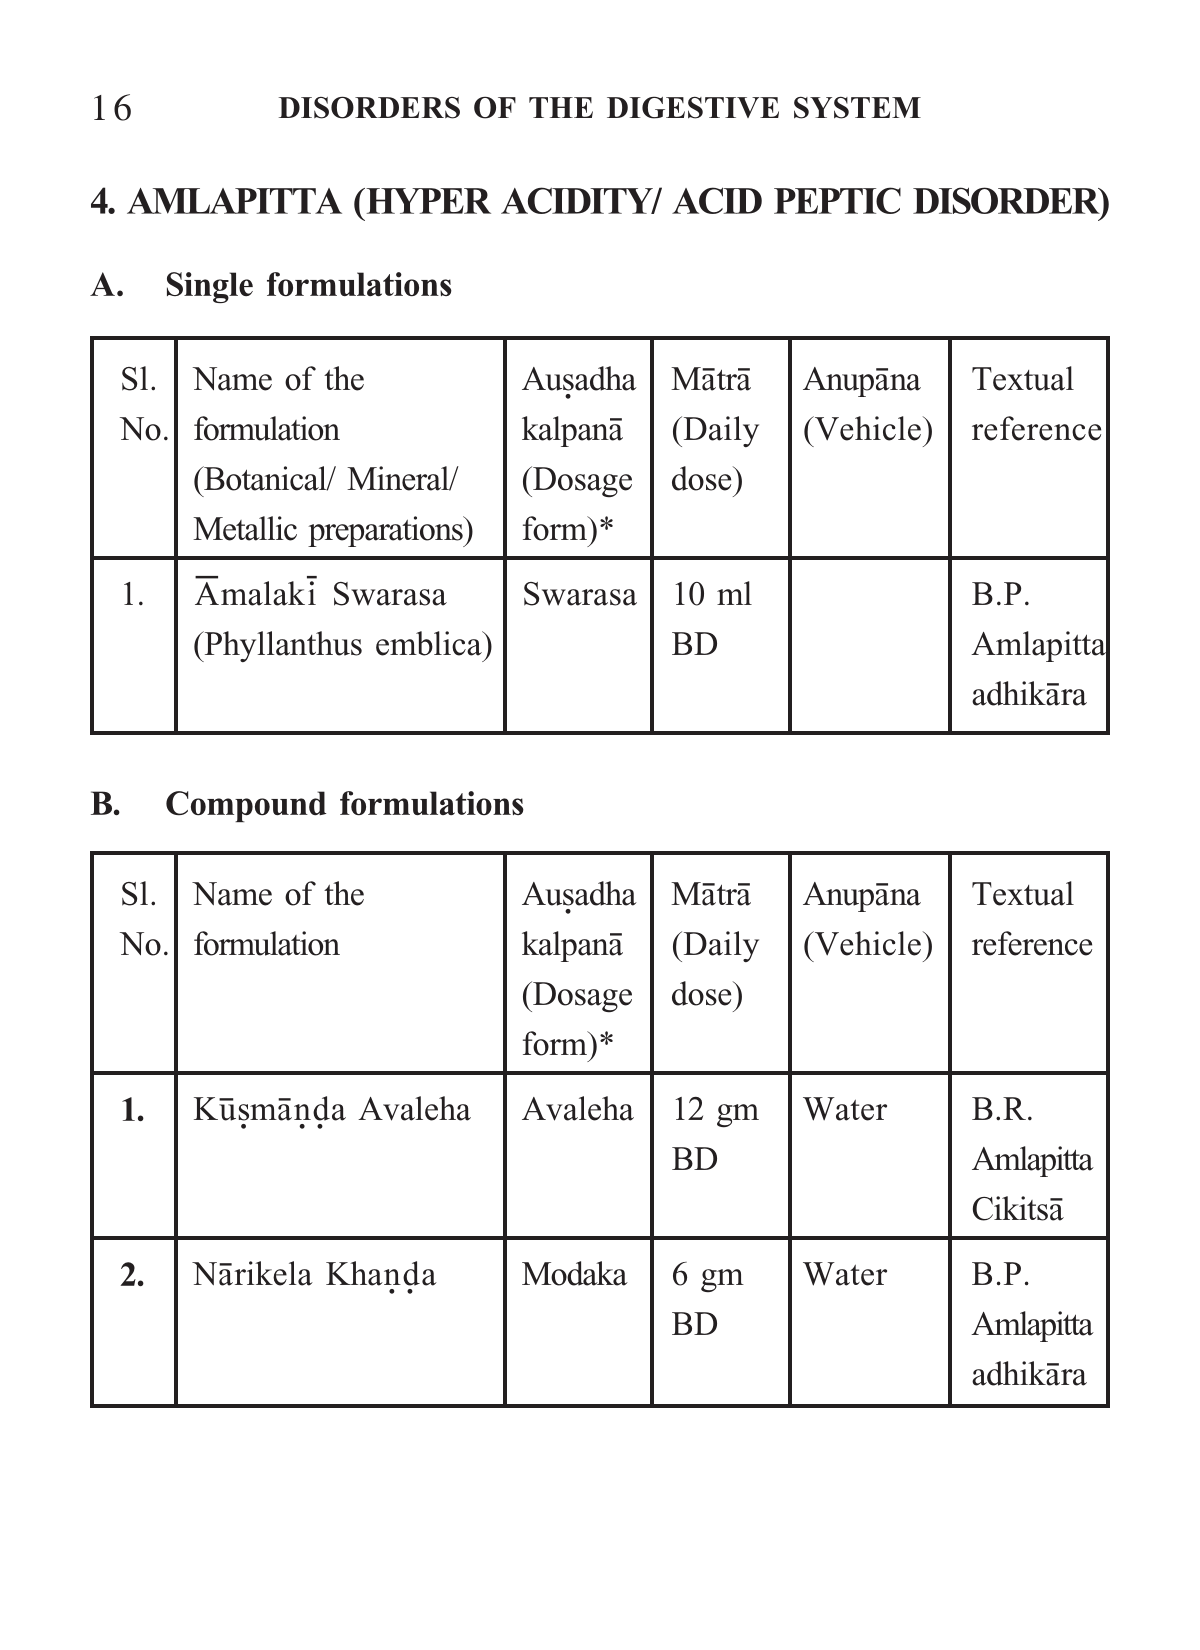 16 DISORDERS OF THE DIGESTIVE SYSTEM
4. AMLAPITTA (HYPER ACIDITY/ ACID PEPTIC DISORDER)
A. Single formulations
Sl. Name of the Auṣadha Mātrā Anupāna Textual
No. formulation kalpanā (Daily (Vehicle) reference
(Botanical/ Mineral/ (Dosage dose)
Metallic preparations) form)*
1. Āmalakī Swarasa Swarasa 10 ml B.P.
(Phyllanthus emblica) BD Amlapitta
adhikāra
B. Compound formulations
Sl. Name of the Auṣadha Mātrā Anupāna Textual
No. formulation kalpanā (Daily (Vehicle) reference
(Dosage dose)
form)*
1. Kūṣmāṇḍa Avaleha Avaleha 12 gm Water B.R.
BD Amlapitta
Cikitsā
2. Nārikela Khaṇḍa Modaka 6 gm Water B.P.
BD Amlapitta
adhikāra